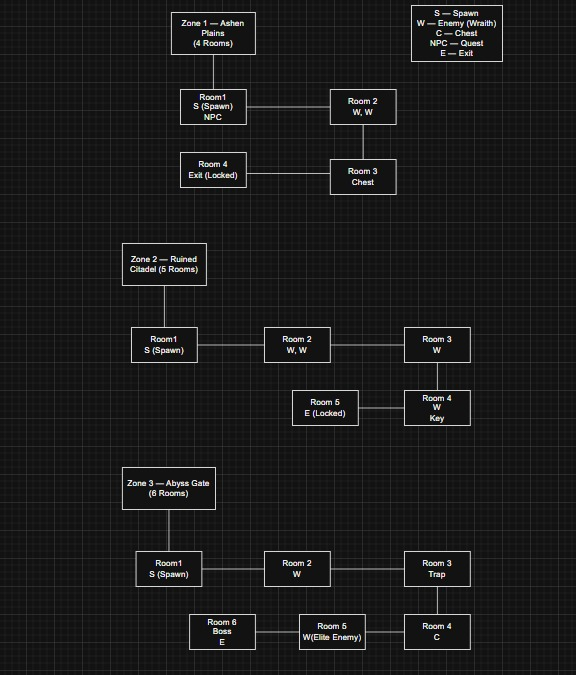 Zone 1 — Ashen
Plains
(4 Rooms)
S — Spawn
W — Enemy (Wraith)
C — Chest
NPC — Quest
E — Exit
Room1
S (Spawn)
NPC
Room 2
W, W
Room 4
Exit (Locked)
Room 3
Chest
Zone 2 — Ruined
Citadel (5 Rooms)
Room1
S (Spawn)
Room 2
W, W
Room 3
W
Room 5
E (Locked)
Room 4
W
Key
Zone 3 — Abyss Gate
(6 Rooms)
Room1
S (Spawn)
Room 2
W
Room 3
Trap
Room 6
Boss
E
Room 5
W(Elite Enemy)
Room 4
C